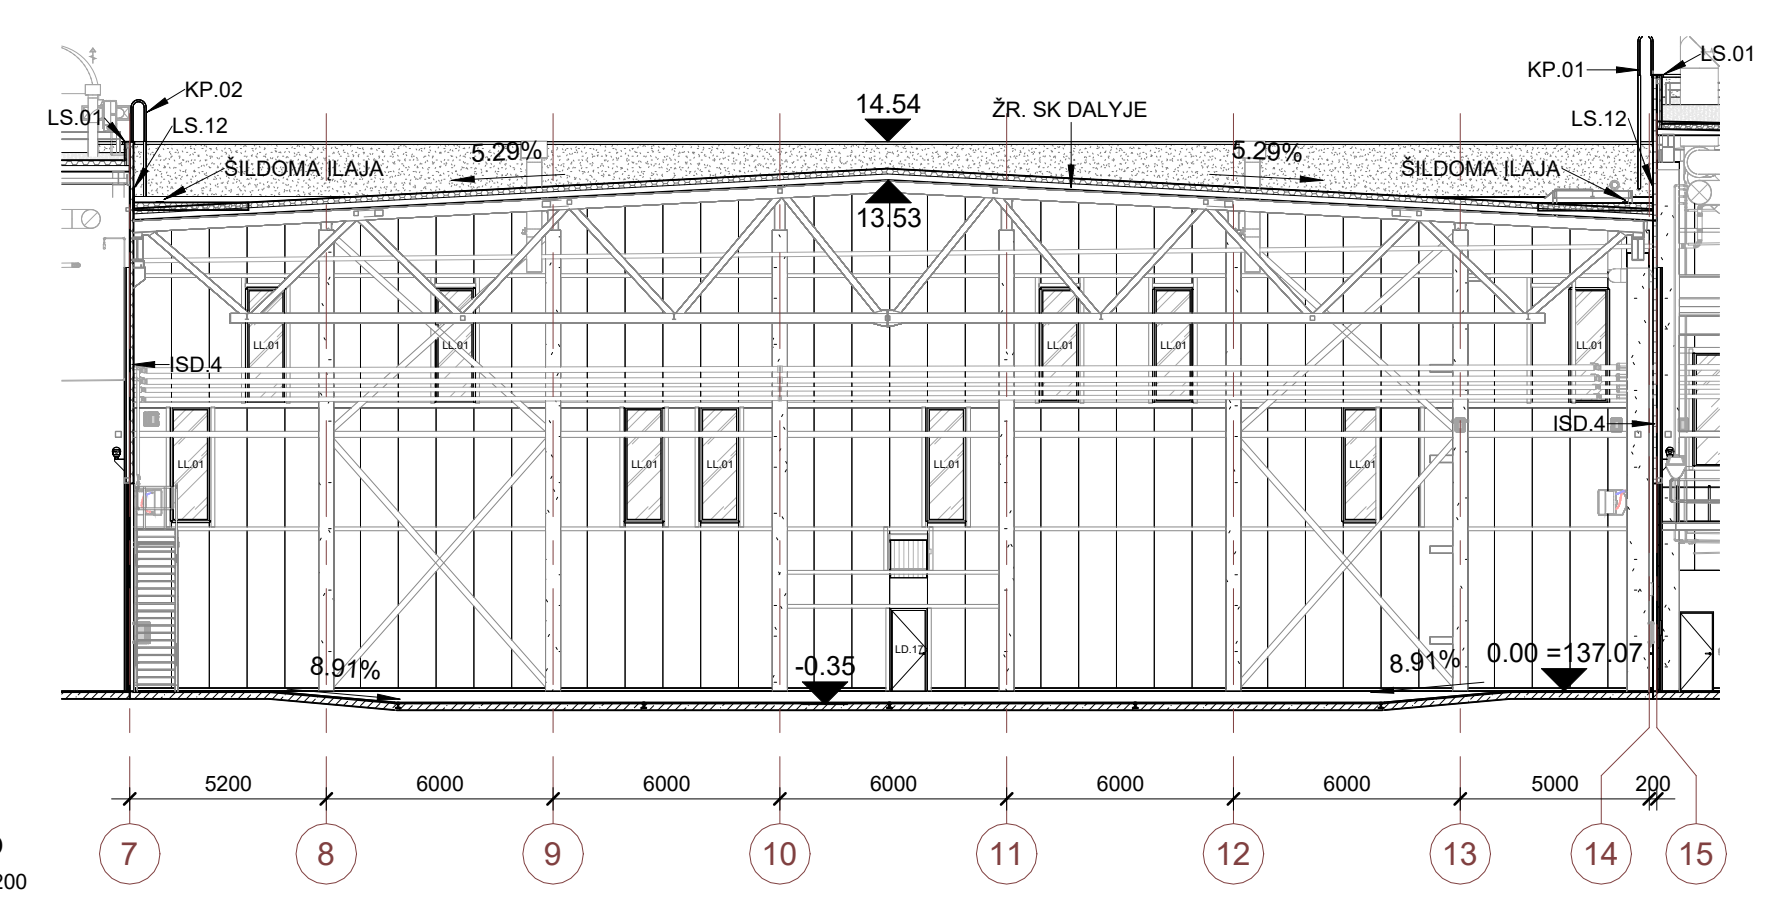 LS.01
KP.01
KP.02
14.54
ŽR. SK DALYJE
LS.01
LS.12
LS.12
5.29%
5.29%
ŠILDOMA ĮLAJA
ŠILDOMA ĮLAJA
13.53
LL.01
LL.01
LL.01
LL.01
LL.01
ISD.4
ISD.4
LL.01
LL.01
LL.01
LL.01
LL.01
LD.17
8.91%
-0.35
8.91%
0.00 =137.07
5200
6000
6000
6000
6000
6000
5000
200
7
8
9
10
11
12
13
14
15
200